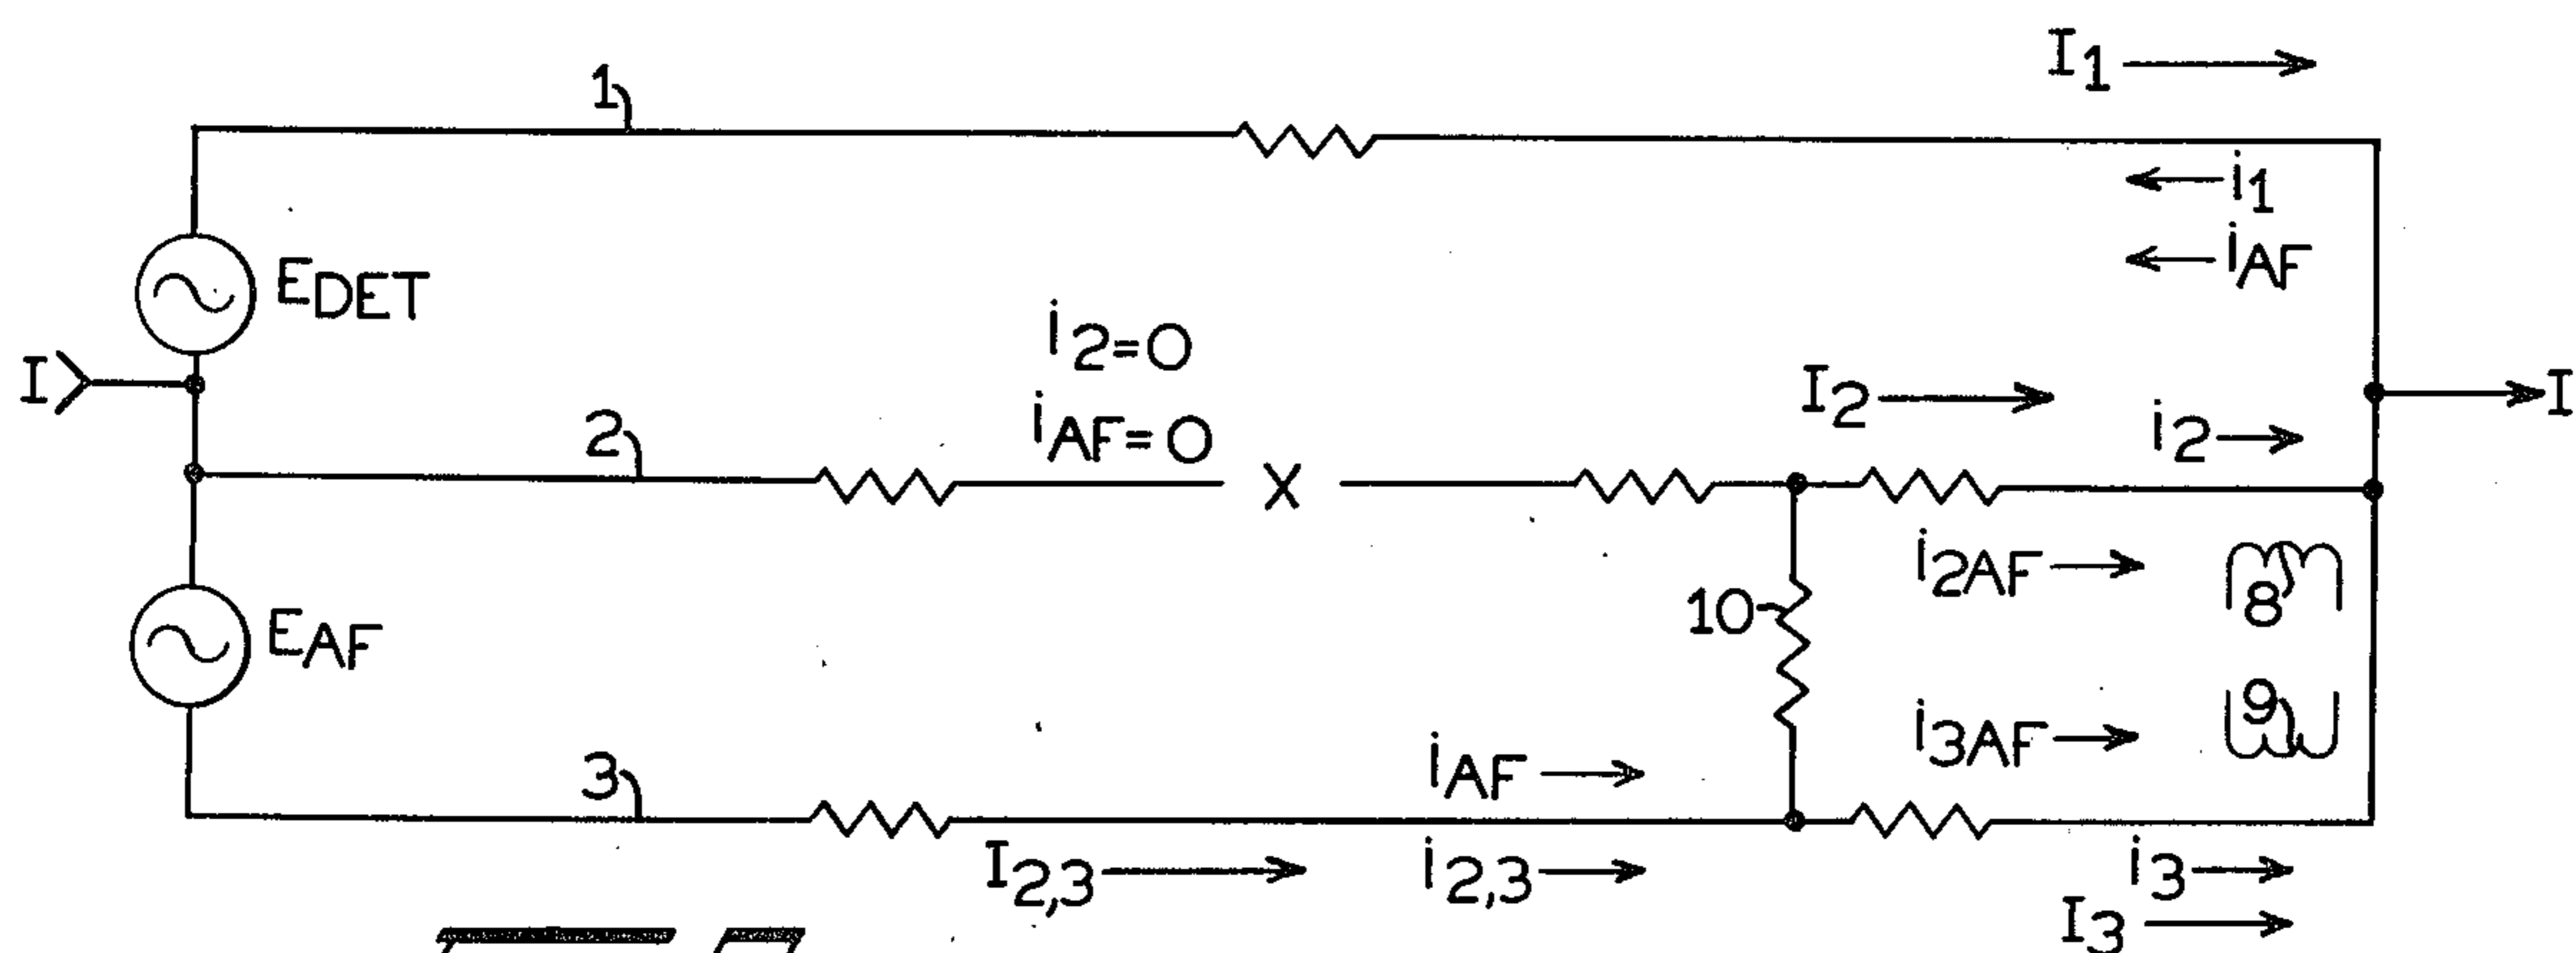 I1
1
i1
iAF
EDET
i2=0
iAF=0
I
I2
I
2
i2
X
i2AF
8
10
EAF
9
i3AF
3
iAF
I2,3
i2,3
i3
I3